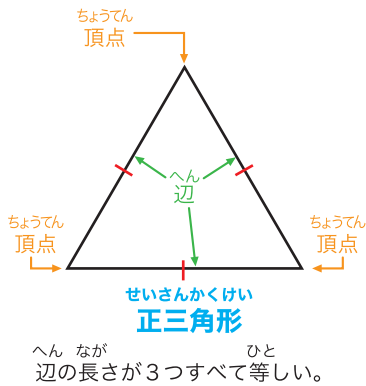 ちょうてん
頂点
へん
辺
ちょうてん
頂点
ちょうてん
頂点
せいさんかくけい
正三角形
へん なが ひと
辺の長さが３つすべて等しい。